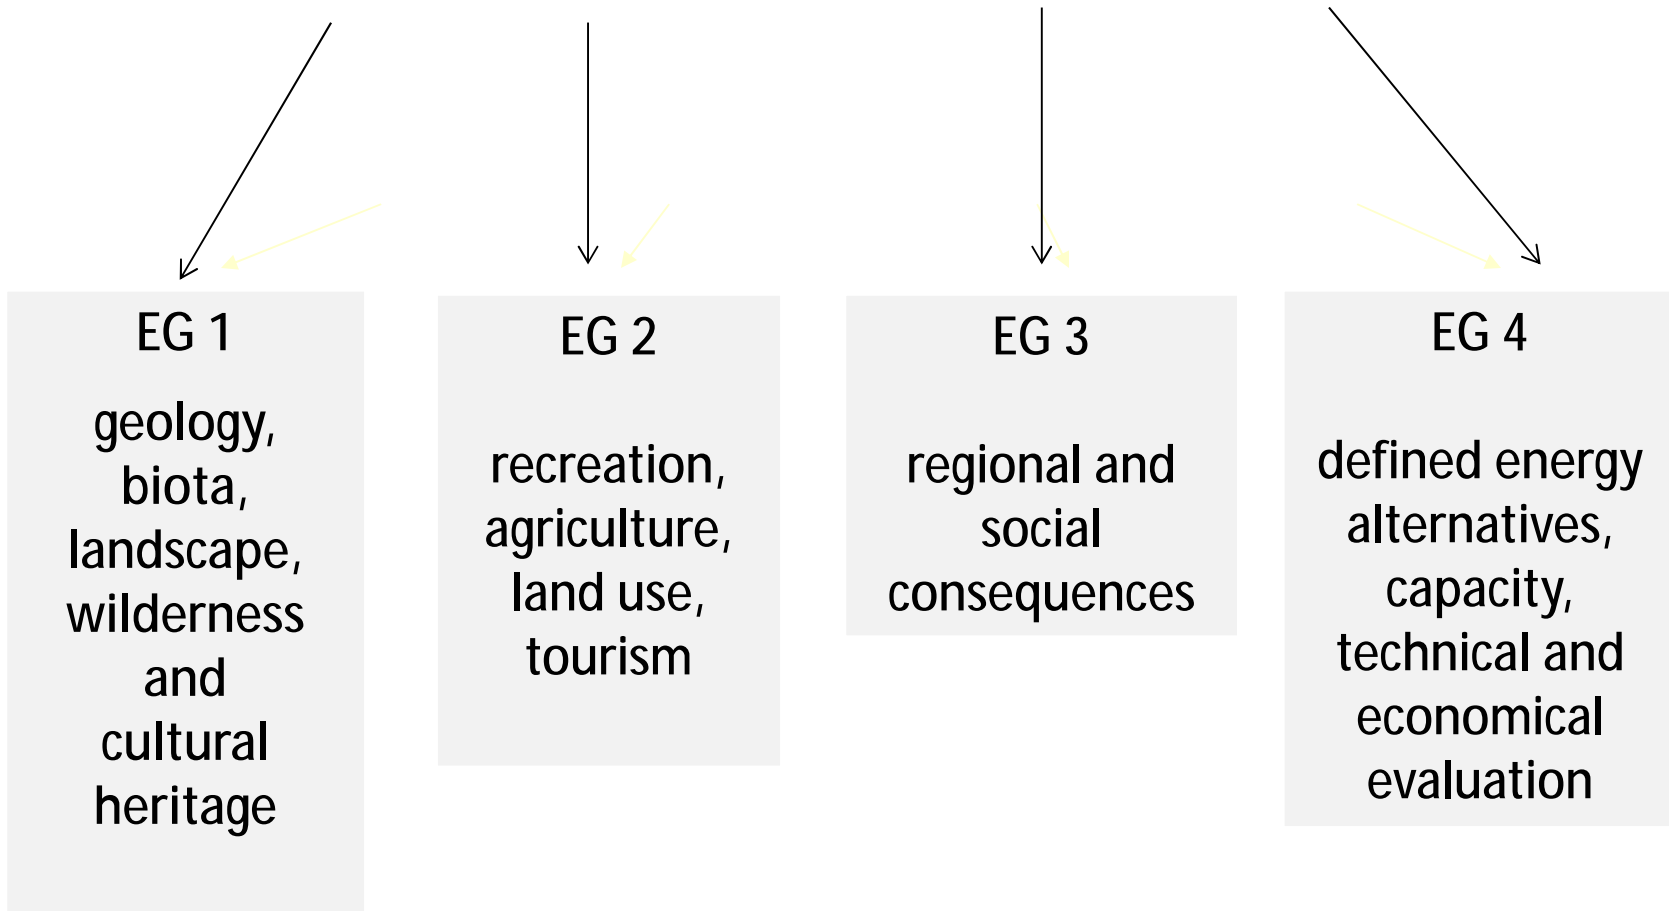 EG 1
geology,
biota,
landscape,
wilderness
and
cultural
heritage
EG 2
recreation,
agriculture,
land use,
tourism
EG 3
regional and
social
consequences
EG 4
defined energy
alternatives,
capacity,
technical and
economical
evaluation